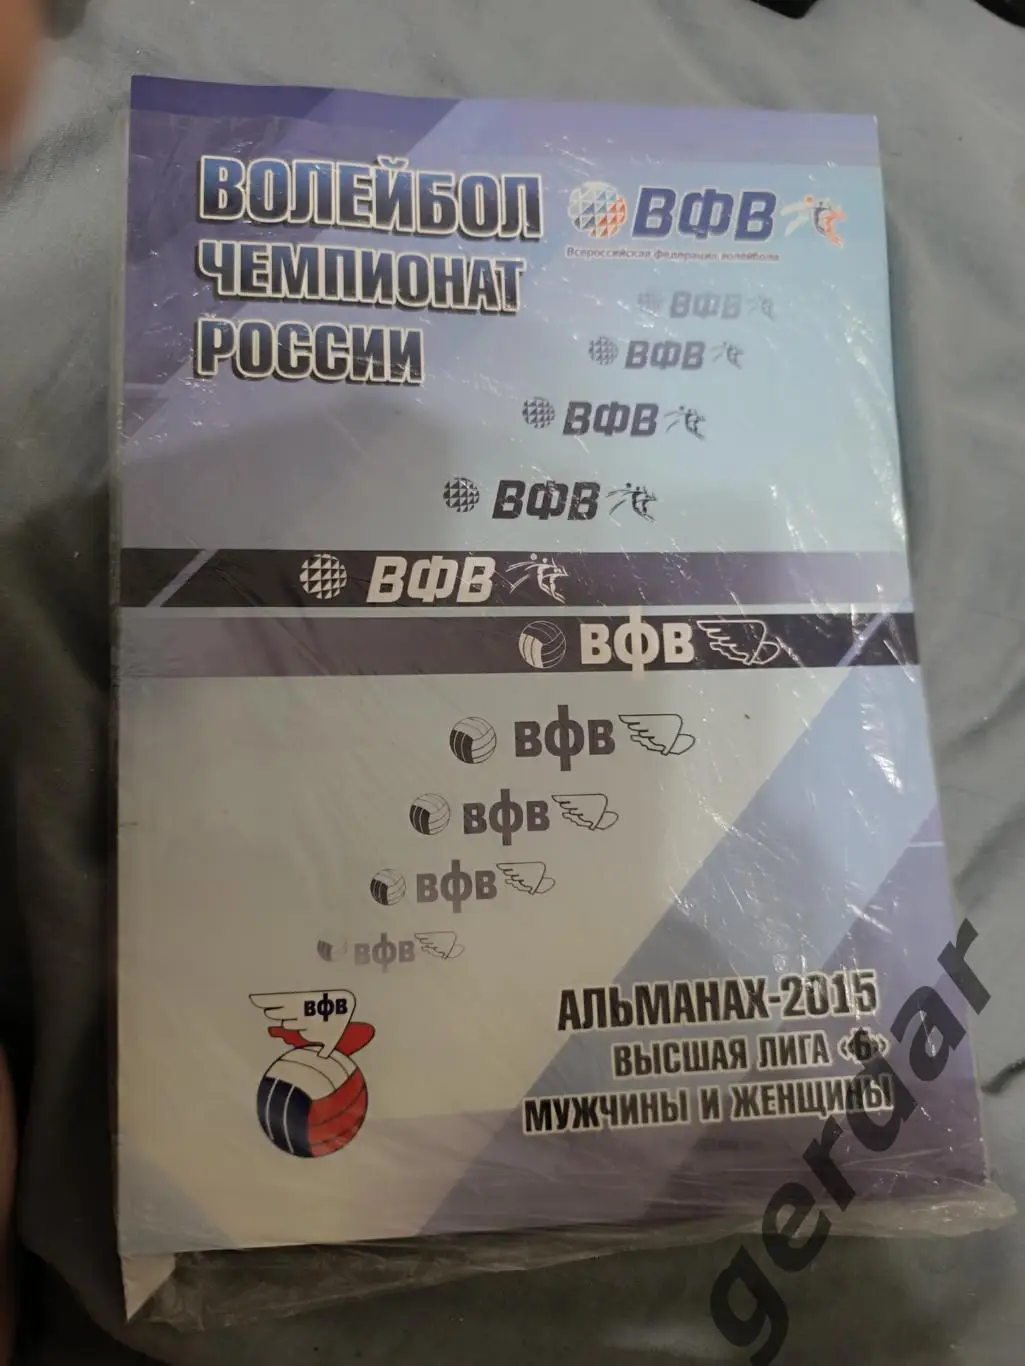 ВОЛЕЙБОЛ
ЧЕМПИОНАТ
РОССИИ
ВФВ
Всероссийская федерация волейбола
ВФВ
ВФВ
ВФВ
ВФВ
ВФВ
ВФВ
ВФВ
ВФВ
ВФВ
ВФВ
ВФВ
АЛЬМАНАХ-2015
ВЫСШАЯ ЛИГА «Б»
МУЖЧИНЫ И ЖЕНЩИНЫ
gerdar